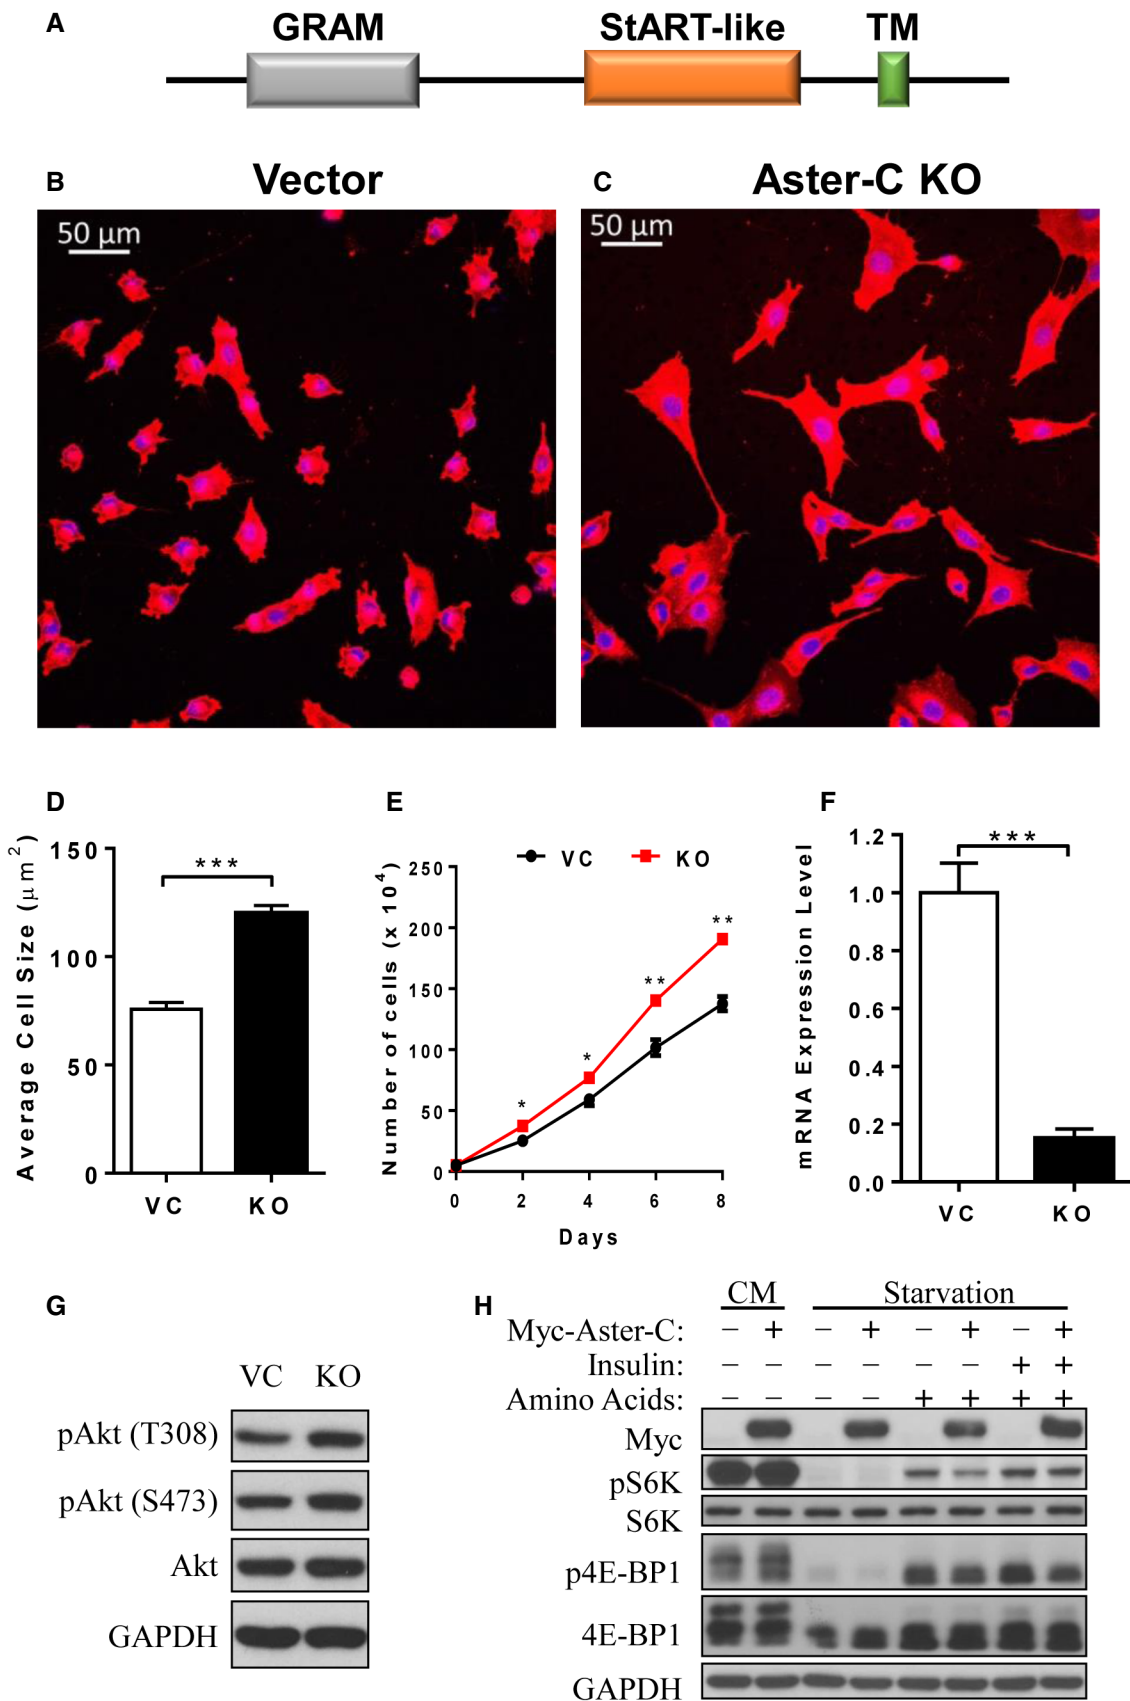 A
GRAM StART-like TM
B Vector
C Aster-C KO
50 µm
50 µm
D
Average Cell Size (µm²)
150
100
50
0
***
VC KO
E
VC KO
Number of cells (x 10⁴)
250
200
150
100
50
0
* * ** **
0 2 4 6 8
Days
F
mRNA Expression Level
1.2
1.0
0.8
0.6
0.4
0.2
0.0
***
VC KO
G
VC KO
pAkt (T308)
pAkt (S473)
Akt
GAPDH
H
CM Starvation
Myc-Aster-C: – + – + – + – +
Insulin: – – – – – – + +
Amino Acids: – – – – + + + +
Myc
pS6K
S6K
p4E-BP1
4E-BP1
GAPDH